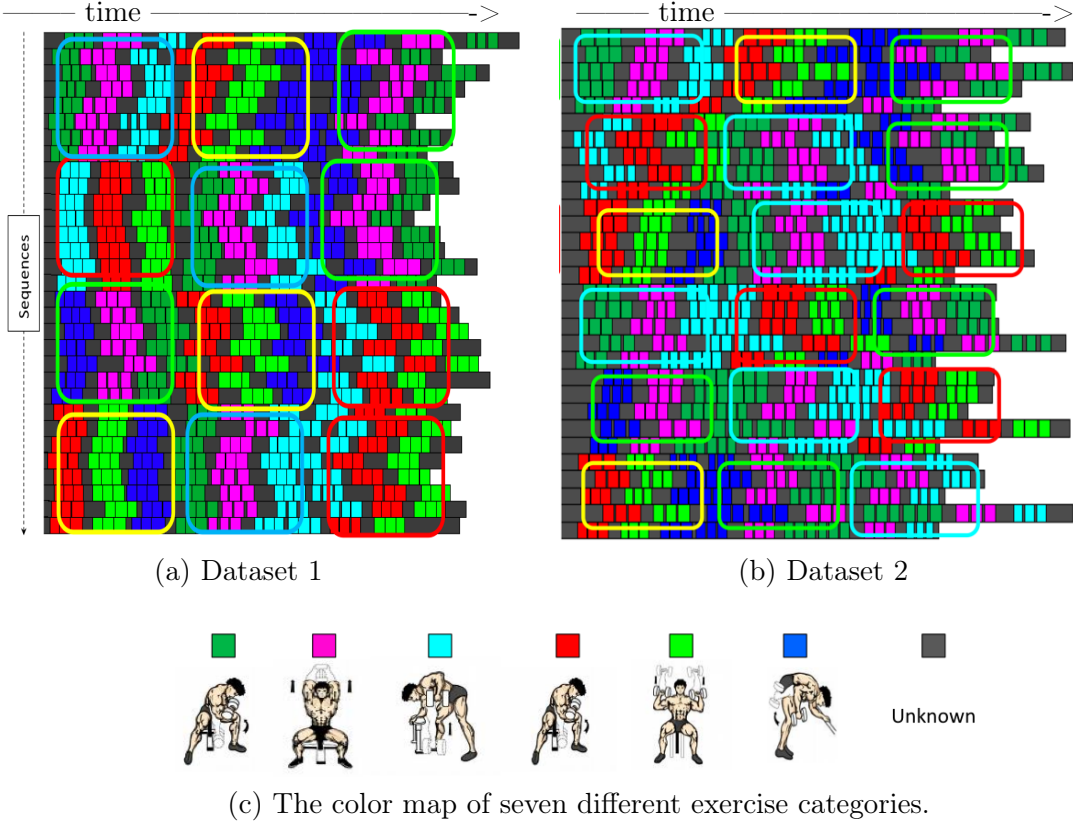 time
time
Sequences
(a) Dataset 1
(b) Dataset 2
Unknown
(c) The color map of seven different exercise categories.